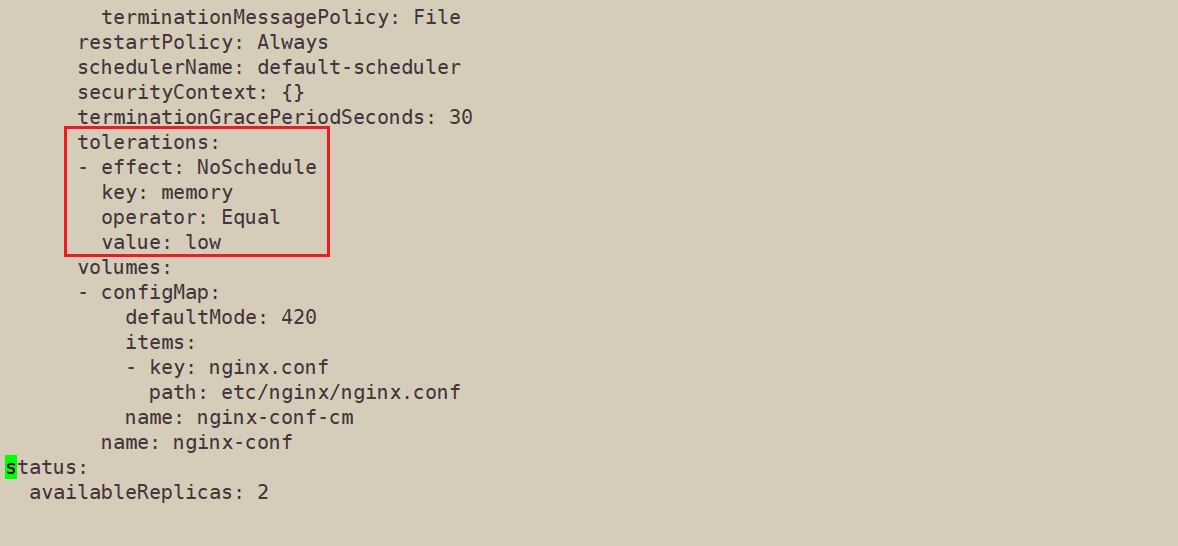 terminationMessagePolicy: File
      restartPolicy: Always
      schedulerName: default-scheduler
      securityContext: {}
      terminationGracePeriodSeconds: 30
      tolerations:
      - effect: NoSchedule
        key: memory
        operator: Equal
        value: low
      volumes:
      - configMap:
          defaultMode: 420
          items:
          - key: nginx.conf
            path: etc/nginx/nginx.conf
          name: nginx-conf-cm
        name: nginx-conf
status:
  availableReplicas: 2